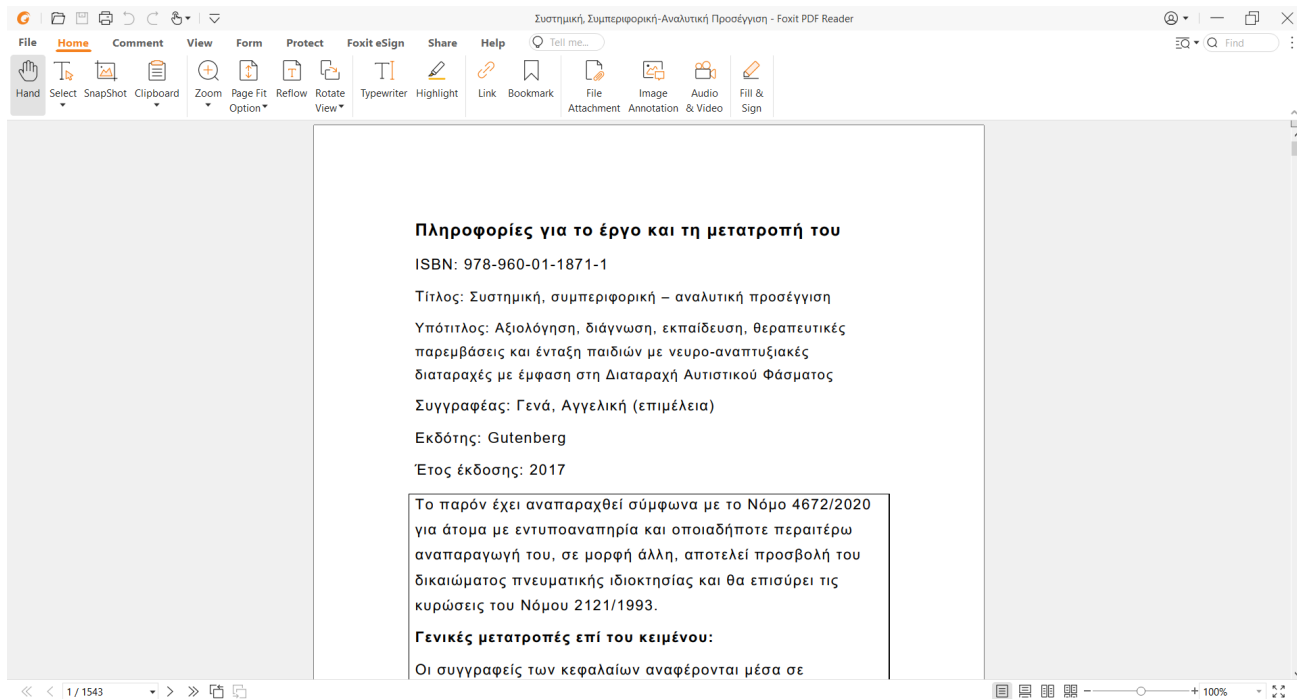 Συστημική, Συμπεριφορική-Αναλυτική Προσέγγιση - Foxit PDF Reader
File Home Comment View Form Protect Foxit eSign Share Help Tell me... Find
Hand Select SnapShot Clipboard Zoom Page Fit Option Reflow Rotate View Typewriter Highlight Link Bookmark File Attachment Image Annotation Audio & Video Fill & Sign
Πληροφορίες για το έργο και τη μετατροπή του
ISBN: 978-960-01-1871-1
Τίτλος: Συστημική, συμπεριφορική – αναλυτική προσέγγιση
Υπότιτλος: Αξιολόγηση, διάγνωση, εκπαίδευση, θεραπευτικές
παρεμβάσεις και ένταξη παιδιών με νευρο-αναπτυξιακές
διαταραχές με έμφαση στη Διαταραχή Αυτιστικού Φάσματος
Συγγραφέας: Γενά, Αγγελική (επιμέλεια)
Εκδότης: Gutenberg
Έτος έκδοσης: 2017
Το παρόν έχει αναπαραχθεί σύμφωνα με το Νόμο 4672/2020
για άτομα με εντυποαναπηρία και οποιαδήποτε περαιτέρω
αναπαραγωγή του, σε μορφή άλλη, αποτελεί προσβολή του
δικαιώματος πνευματικής ιδιοκτησίας και θα επισύρει τις
κυρώσεις του Νόμου 2121/1993.
Γενικές μετατροπές επί του κειμένου:
Οι συγγραφείς των κεφαλαίων αναφέρονται μέσα σε
1 / 1543 100%